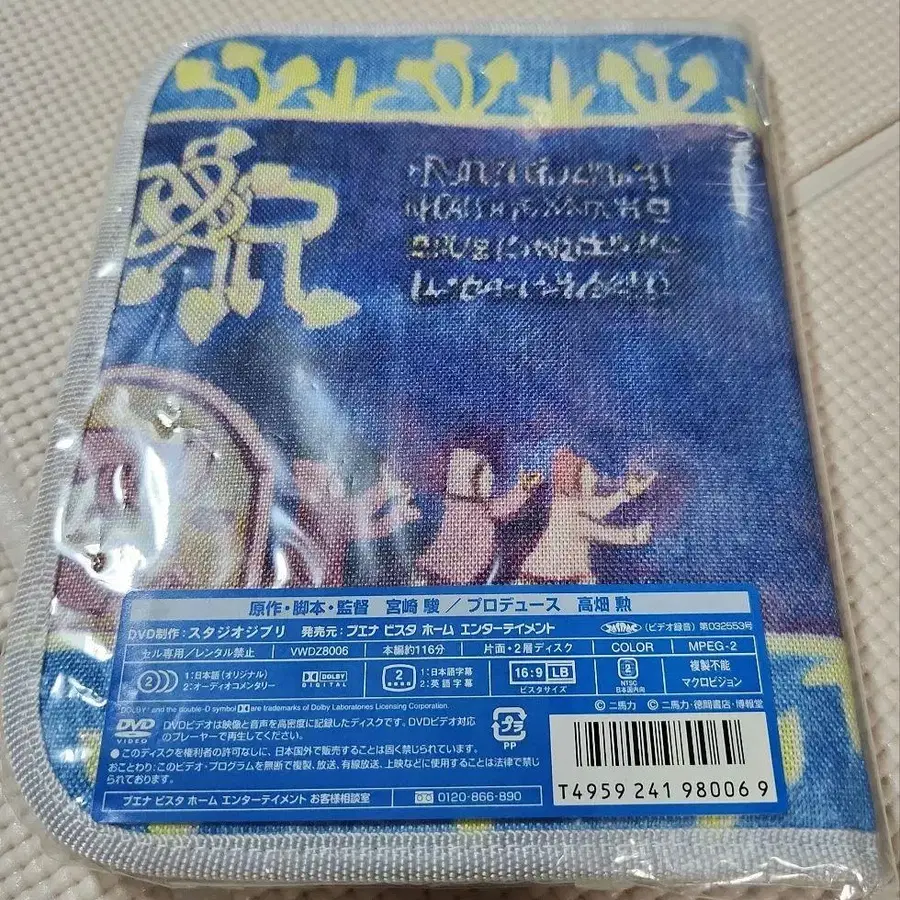 原作・脚本・監督 宮崎 駿 / プロデュース 高畑 勲
DVD制作：スタジオジブリ 発売元：ブエナ ビスタ ホーム エンターテイメント (ビデオ録音) 第032553号
セル専用/レンタル禁止 VWDZ8006 本編約116分 片面・2層ディスク COLOR MPEG-2
2 1:日本語(オリジナル) 2:オーディオコメンタリー DOLBY DIGITAL 2 1:日本語字幕 2:英語字幕 16:9 LB ビスタサイズ 2 NTSC 日本国内向 複製不能 マクロビジョン
DOLBY and the double-D symbol are trademarks of Dolby Laboratories Licensing Corporation.
© 二馬力 © 二馬力・徳間書店・博報堂
DVD VIDEO DVDビデオは映像と音声を高密度に記録したディスクです。DVDビデオ対応
のプレーヤーで再生してください。
プラ PP
●このディスクを権利者の許可なしに、日本国外で販売することは固く禁じられています。
おことわり：このビデオ・プログラムを無断で複製、放送、有線放送、上映などに使用することは法律で禁じ
られております。
ブエナ ビスタ ホーム エンターテイメント お客様相談室 0120-866-890
T4959 241 980069